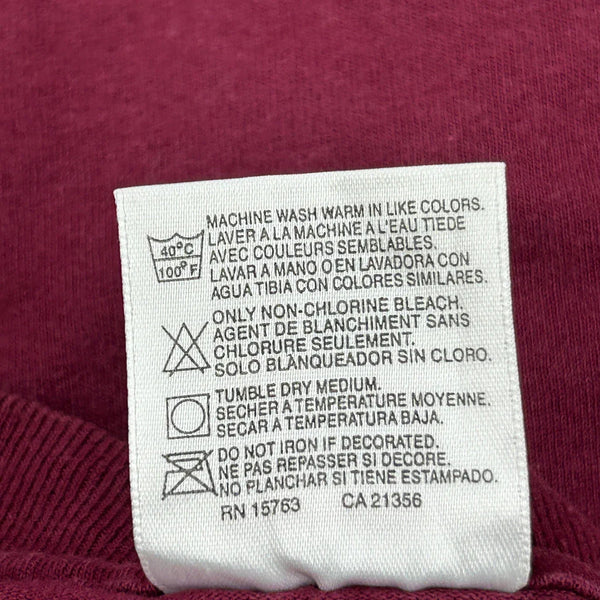 MACHINE WASH WARM IN LIKE COLORS.
LAVER A LA MACHINE A L'EAU TIEDE
AVEC COULEURS SEMBLABLES.
LAVAR A MANO O EN LAVADORA CON
AGUA TIBIA CON COLORES SIMILARES.
40°C
100°F
ONLY NON-CHLORINE BLEACH.
AGENT DE BLANCHIMENT SANS
CHLORURE SEULEMENT.
SOLO BLANQUEADOR SIN CLORO.
TUMBLE DRY MEDIUM.
SECHER A TEMPERATURE MOYENNE.
SECAR A TEMPERATURA BAJA.
DO NOT IRON IF DECORATED.
NE PAS REPASSER SI DECORE.
NO PLANCHAR SI TIENE ESTAMPADO.
RN 15763 CA 21356